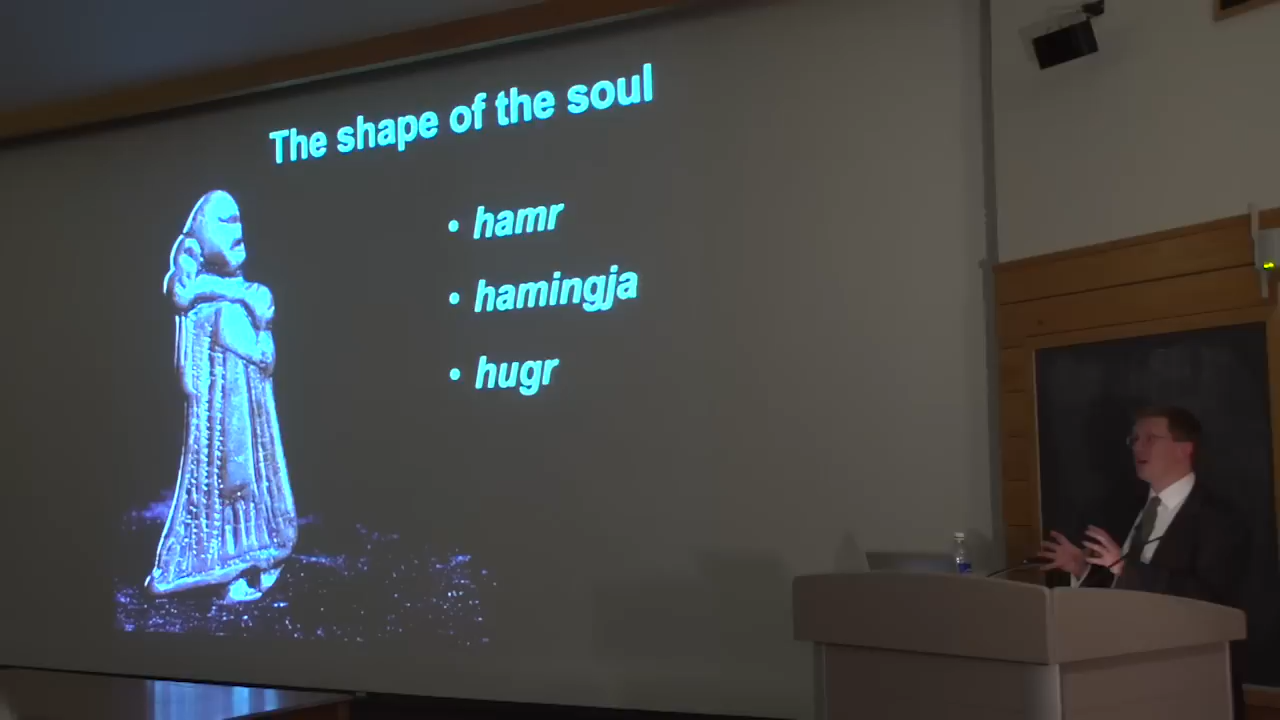 The shape of the soul
• hamr
• hamingja
• hugr